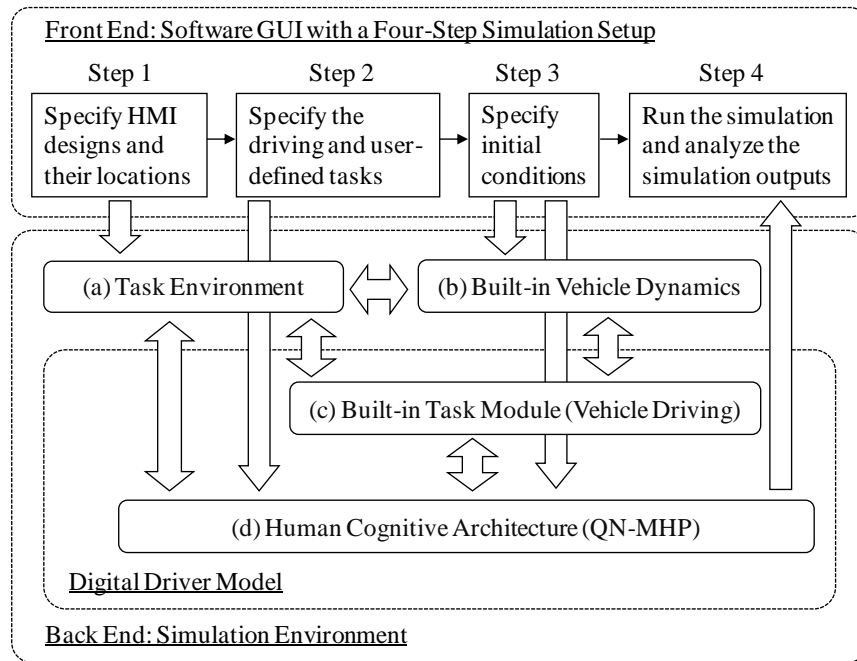 Front End: Software GUI with a Four-Step Simulation Setup
Step 1
Step 2
Step 3
Step 4
Specify HMI
designs and
their locations
Specify the
driving and user-
defined tasks
Specify
initial
conditions
Run the simulation
and analyze the
simulation outputs
(a) Task Environment
(b) Built-in Vehicle Dynamics
(c) Built-in Task Module (Vehicle Driving)
(d) Human Cognitive Architecture (QN-MHP)
Digital Driver Model
Back End: Simulation Environment